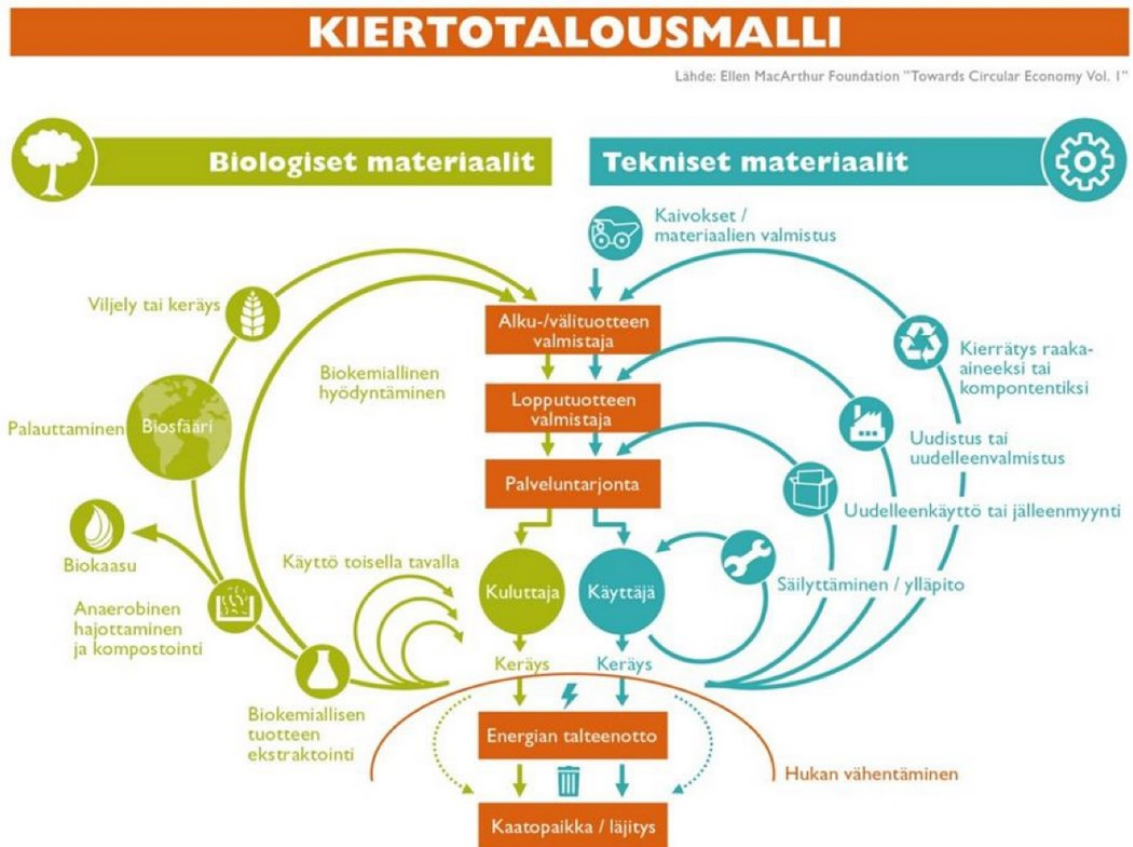 KIERTOTALOUSMALLI
Lähde: Ellen MacArthur Foundation "Towards Circular Economy Vol. 1"
Biologiset materiaalit
Tekniset materiaalit
Kaivokset /
materiaalien valmistus
Viljely tai keräys
Alku-/välituotteen
valmistaja
Kierrätys raaka-
aineeksi tai
kompontentiksi
Biokemiallinen
hyödyntäminen
Lopputuotteen
valmistaja
Palauttaminen
Biosfääri
Uudistus tai
uudelleenvalmistus
Palveluntarjonta
Uudelleenkäyttö tai jälleenmyynti
Biokaasu
Käyttö toisella tavalla
Kuluttaja
Käyttäjä
Säilyttäminen / ylläpito
Anaerobinen
hajottaminen
ja kompostointi
Keräys
Keräys
Biokemiallisen
tuotteen
ekstraktointi
Energian talteenotto
Hukan vähentäminen
Kaatopaikka / läjitys